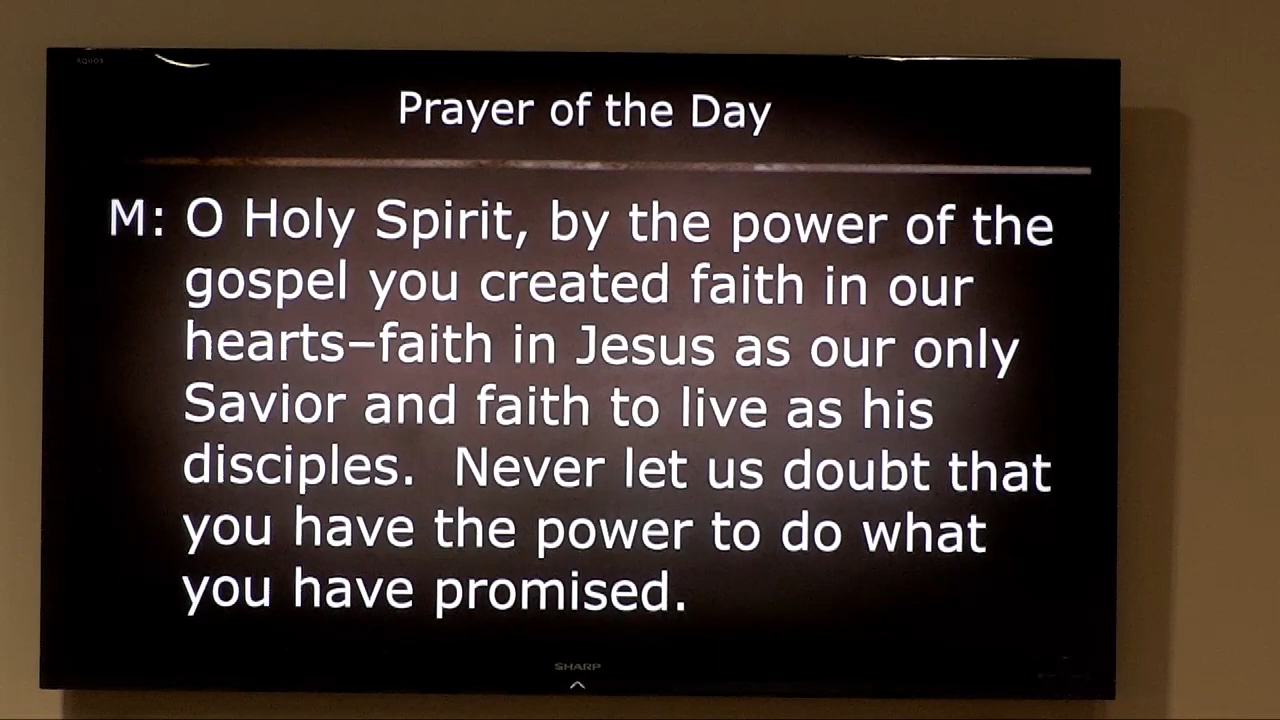 AQUOS
Prayer of the Day
M: O Holy Spirit, by the power of the
gospel you created faith in our
hearts–faith in Jesus as our only
Savior and faith to live as his
disciples.  Never let us doubt that
you have the power to do what
you have promised.
SHARP